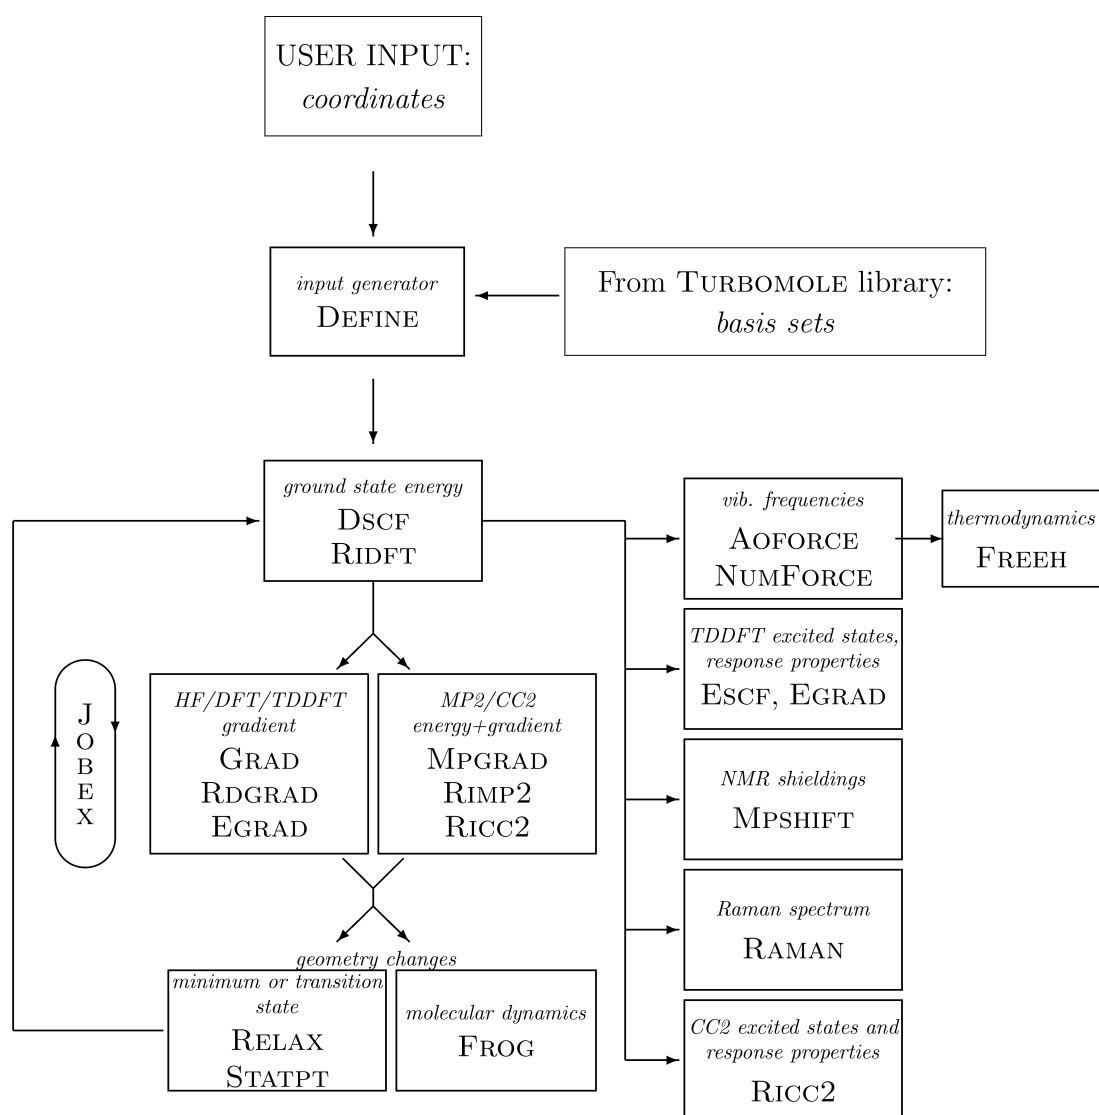 USER INPUT:
coordinates
input generator
DEFINE
From TURBOMOLE library:
basis sets
ground state energy
DSCF
RIDFT
vib. frequencies
AOFORCE
NUMFORCE
thermodynamics
FREEH
TDDFT excited states,
response properties
ESCF, EGRAD
J
O
B
E
X
HF/DFT/TDDFT
gradient
GRAD
RDGRAD
EGRAD
MP2/CC2
energy+gradient
MPGRAD
RIMP2
RICC2
NMR shieldings
MPSHIFT
Raman spectrum
RAMAN
geometry changes
minimum or transition
state
RELAX
STATPT
molecular dynamics
FROG
CC2 excited states and
response properties
RICC2